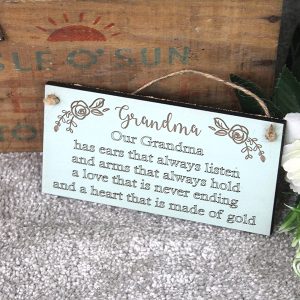 SLE O'SUN
Grandma
Our Grandma
has ears that always listen
and arms that always hold
a love that is never ending
and a heart that is made of gold